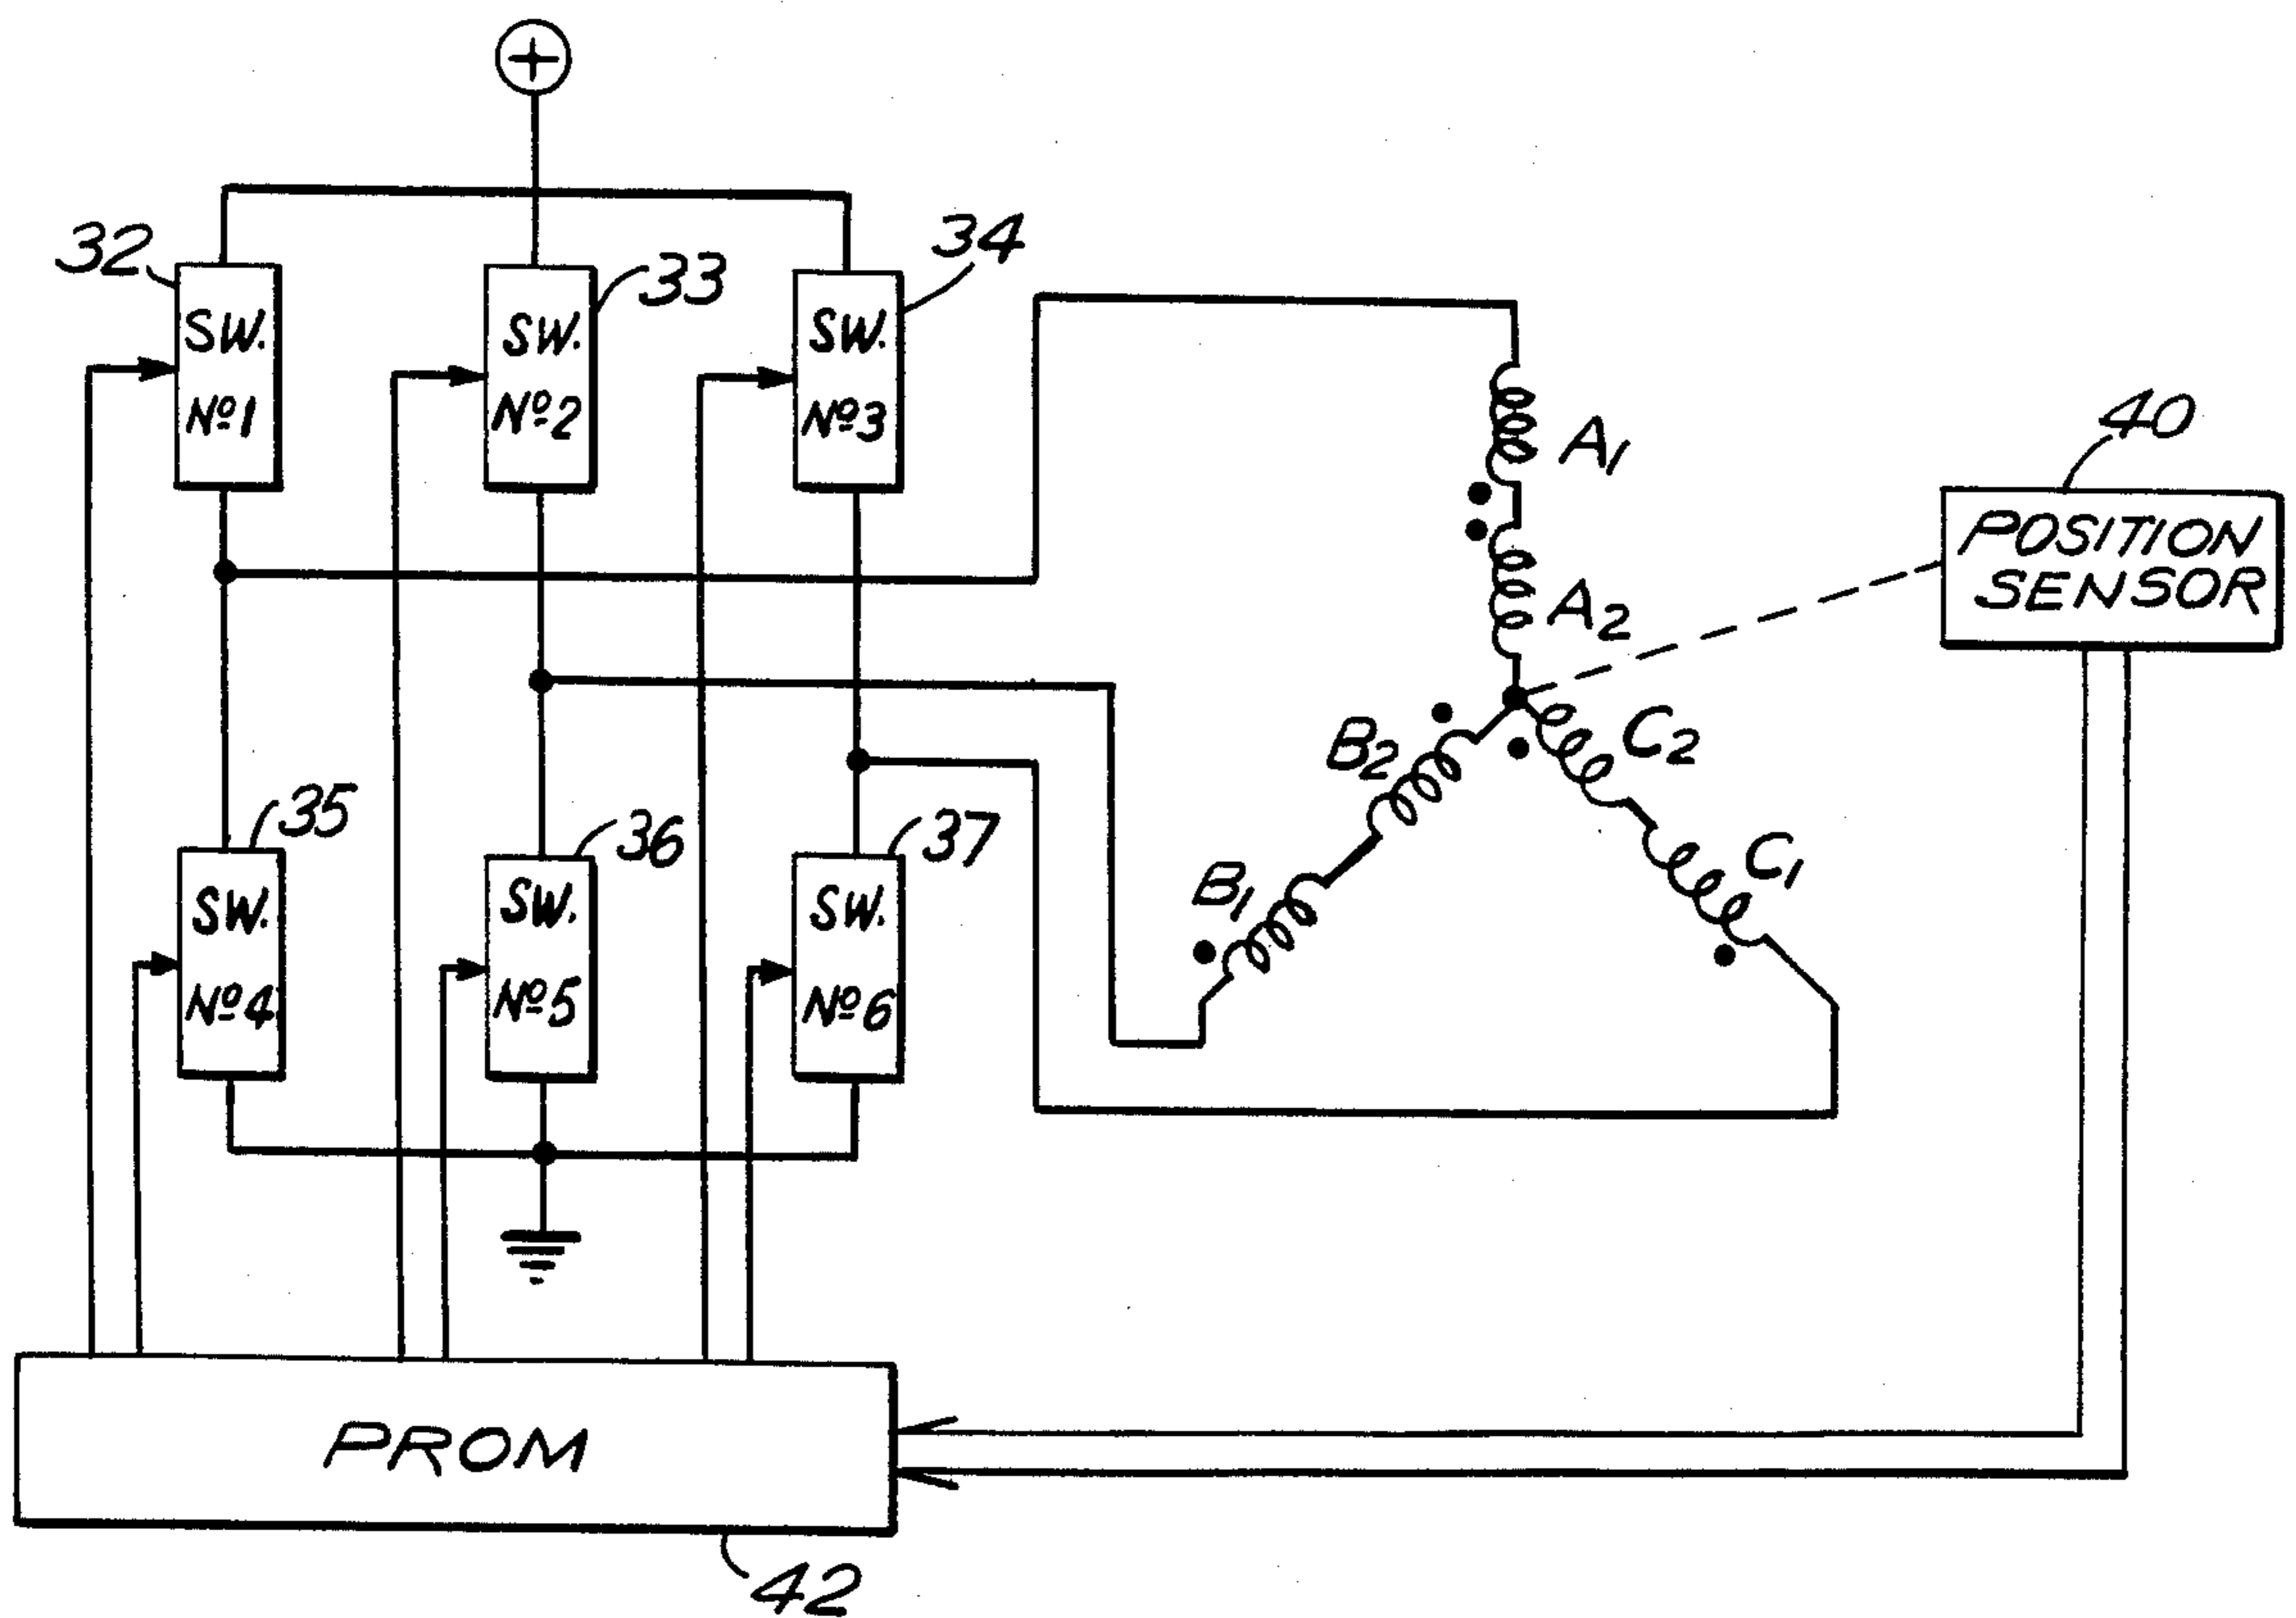 +
32
SW.
Nº1
33
SW.
Nº2
34
SW.
Nº3
A1
A2
40
POSITION
SENSOR
B2
C2
B1
C1
35
SW.
Nº4
36
SW.
Nº5
37
SW.
Nº6
PROM
42